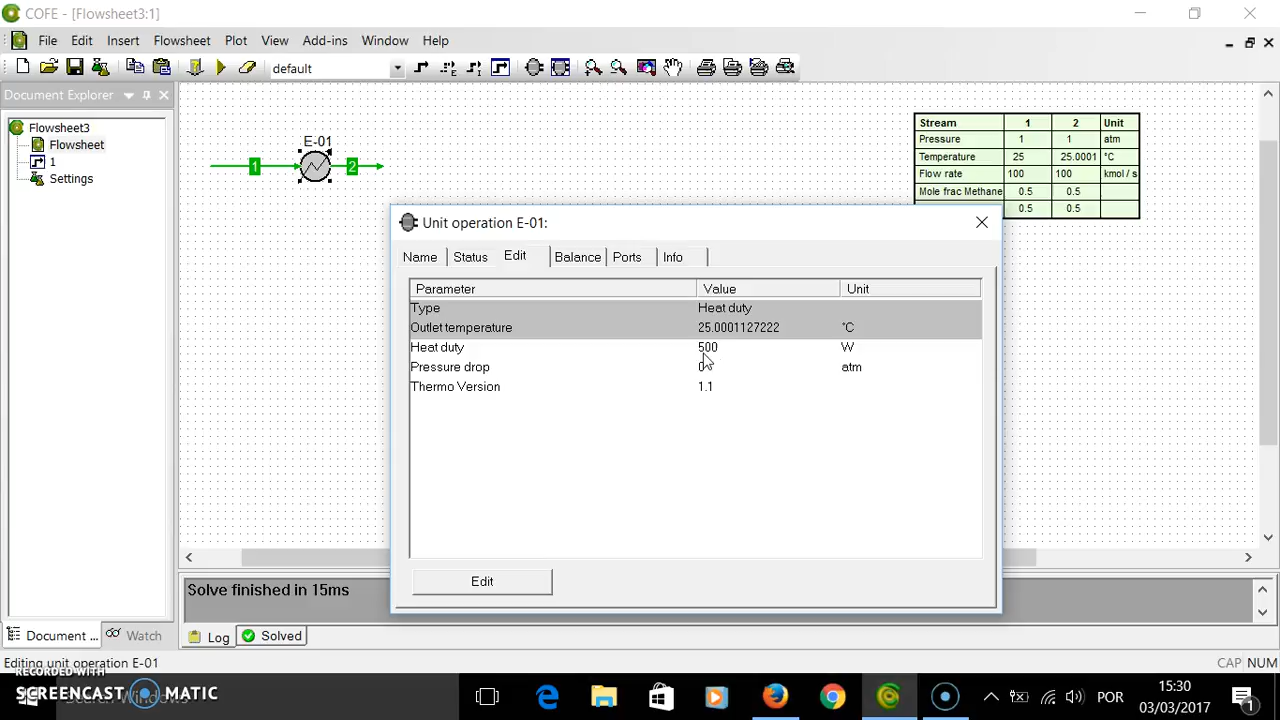 COFE - [Flowsheet3:1]
File Edit Insert Flowsheet Plot View Add-ins Window Help
default
Document Explorer
Flowsheet3
Flowsheet
1
Settings
E-01
1 2
Stream 1 2 Unit
Pressure 1 1 atm
Temperature 25 25.0001 °C
Flow rate 100 100 kmol / s
Mole frac Methane 0.5 0.5
0.5 0.5
Unit operation E-01:
Name Status Edit Balance Ports Info
Parameter Value Unit
Type Heat duty
Outlet temperature 25.0001127222 °C
Heat duty 500 W
Pressure drop 0 atm
Thermo Version 1.1
Edit
Solve finished in 15ms
Document ... Watch
Log Solved
Editing unit operation E-01
CAP NUM
RECORDED WITH
SCREENCAST MATIC
POR
15:30
03/03/2017
1